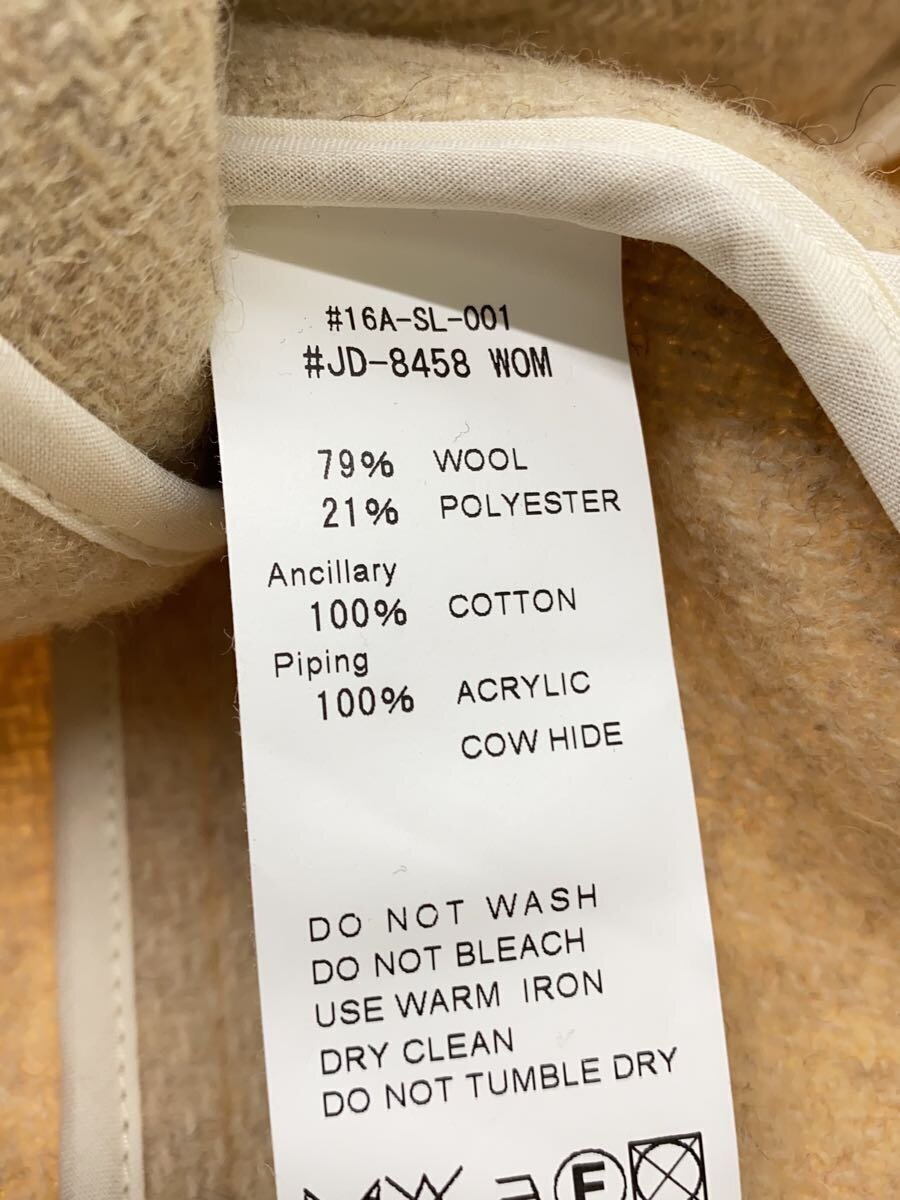 #16A-SL-001
#JD-8458 WOM
79% WOOL
21% POLYESTER
Ancillary
100% COTTON
Piping
100% ACRYLIC
COW HIDE
DO NOT WASH
DO NOT BLEACH
USE WARM IRON
DRY CLEAN
DO NOT TUMBLE DRY
F